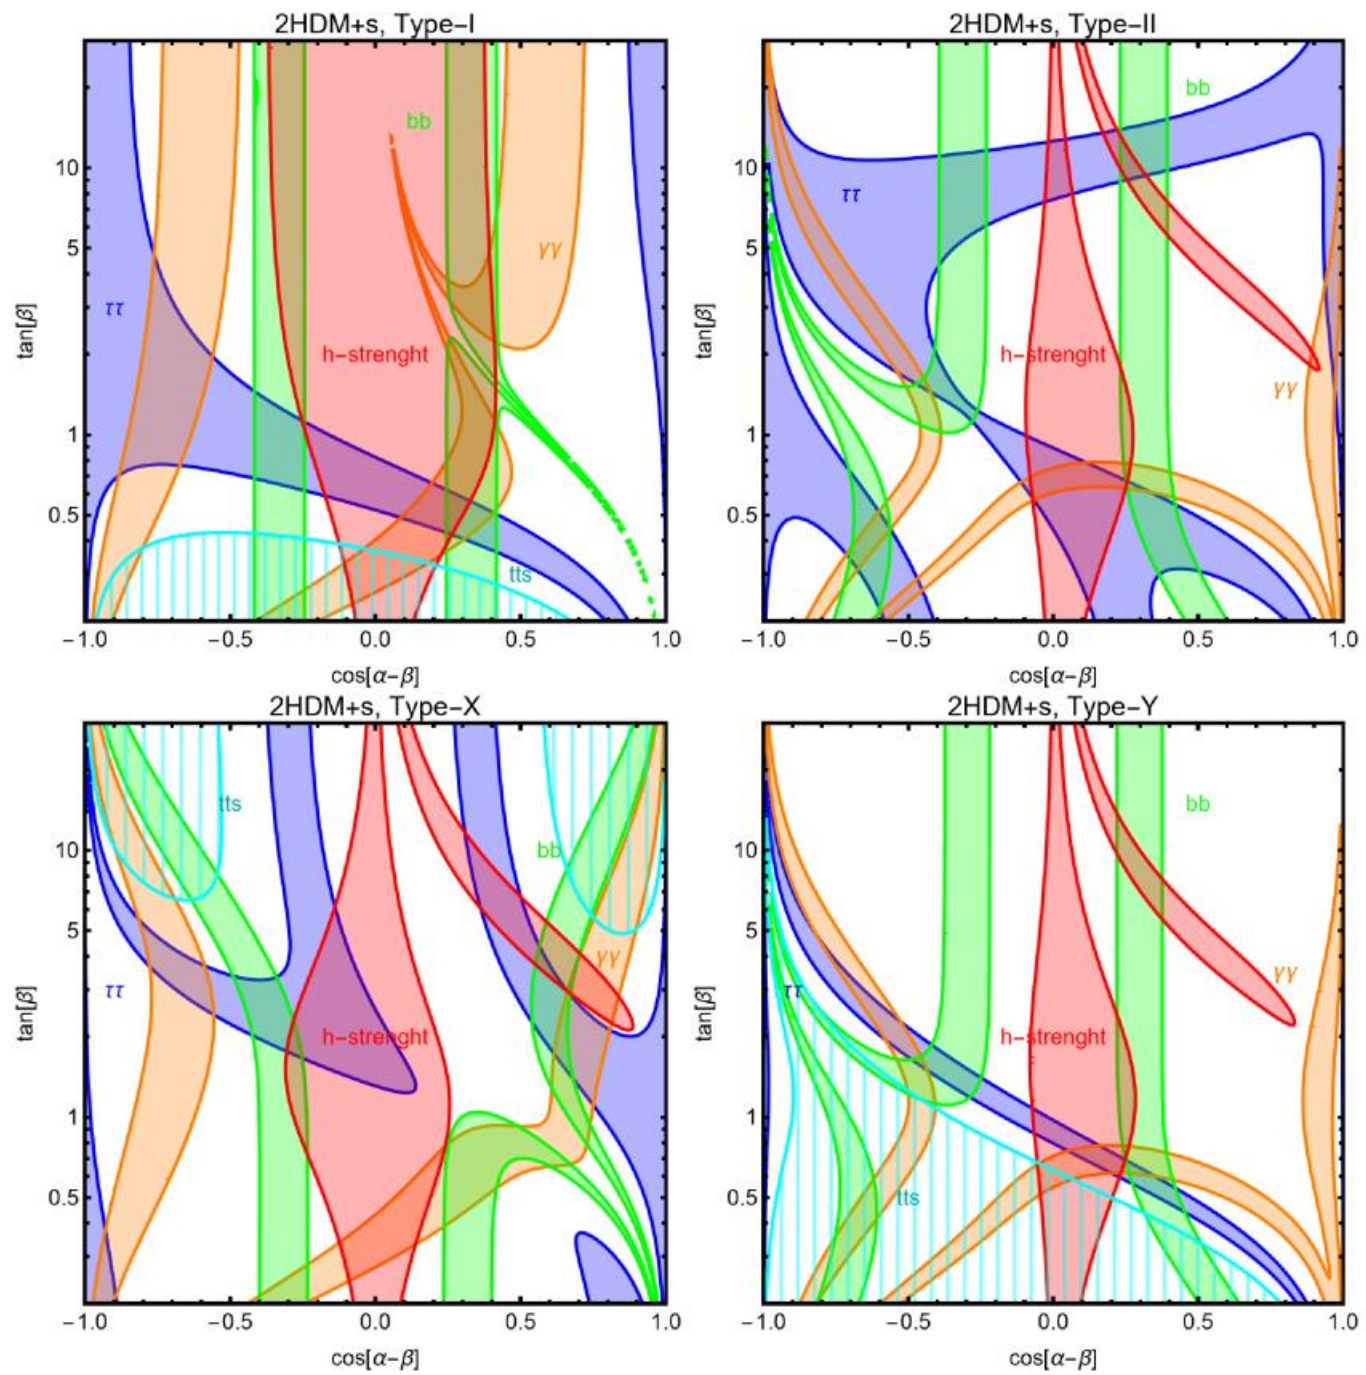 2HDM+s, Type-I
10
5
1
0.5
tan[β]
bb
γγ
ττ
h-strenght
tts
-1.0 -0.5 0.0 0.5 1.0
cos[α-β]
2HDM+s, Type-II
10
5
1
0.5
tan[β]
bb
ττ
h-strenght
γγ
-1.0 -0.5 0.0 0.5 1.0
cos[α-β]
2HDM+s, Type-X
10
5
1
0.5
tan[β]
tts
bb
γγ
ττ
h-strenght
-1.0 -0.5 0.0 0.5 1.0
cos[α-β]
2HDM+s, Type-Y
10
5
1
0.5
tan[β]
bb
γγ
ττ
h-strenght
tts
-1.0 -0.5 0.0 0.5 1.0
cos[α-β]